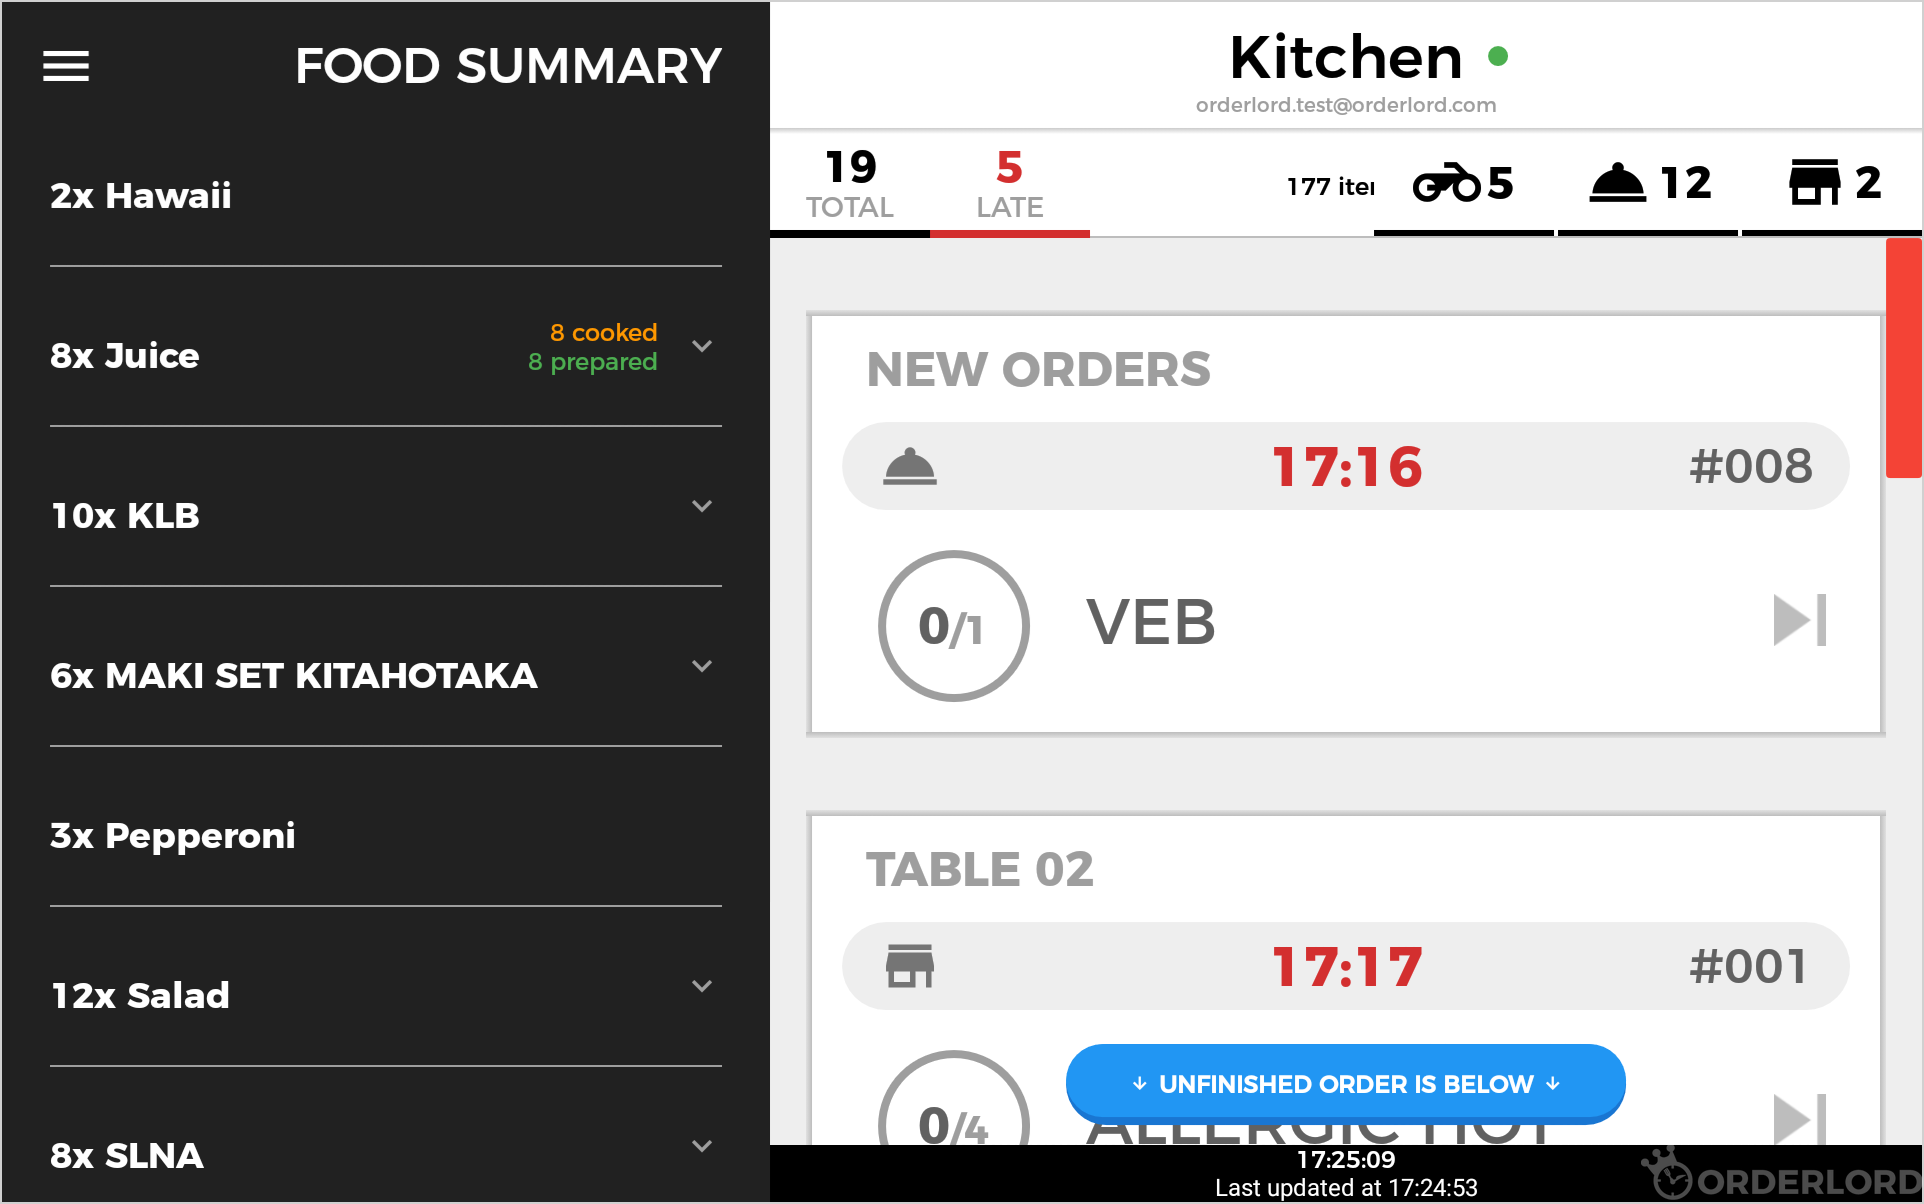 FOOD SUMMARY
2x Hawaii
8x Juice
8 cooked
8 prepared
10x KLB
6x MAKI SET KITAHOTAKA
3x Pepperoni
12x Salad
8x SLNA
Kitchen
orderlord.test@orderlord.com
19
TOTAL
5
LATE
177
5
12
2
NEW ORDERS
17:16
#008
0/1
VEB
TABLE 02
17:17
#001
0/4
ALLERGIC HOT
↓ UNFINISHED ORDER IS BELOW ↓
17:25:09
Last updated at 17:24:53
ORDERLORD